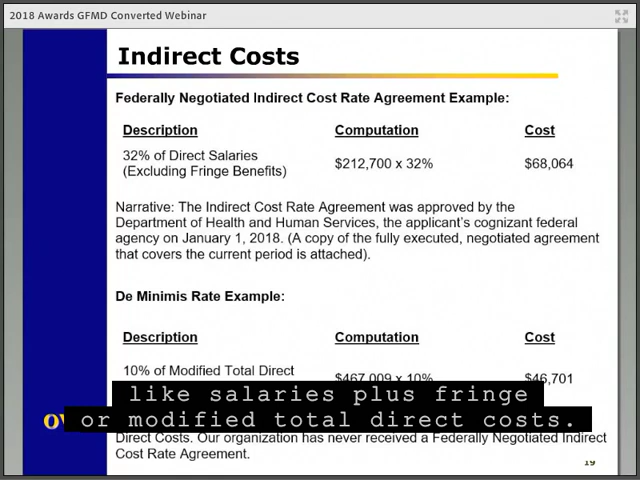 2018 Awards GFMD Converted Webinar
Indirect Costs
Federally Negotiated Indirect Cost Rate Agreement Example:
Description Computation Cost
32% of Direct Salaries
(Excluding Fringe Benefits) $212,700 x 32% $68,064
Narrative: The Indirect Cost Rate Agreement was approved by the
Department of Health and Human Services, the applicant's cognizant federal
agency on January 1, 2018. (A copy of the fully executed, negotiated agreement
that covers the current period is attached).
De Minimis Rate Example:
Description Computation Cost
10% of Modified Total Direct
$467,009 x 10% $46,701
like salaries plus fringe
or modified total direct costs.
Direct Costs. Our organization has never received a Federally Negotiated Indirect
Cost Rate Agreement.
19